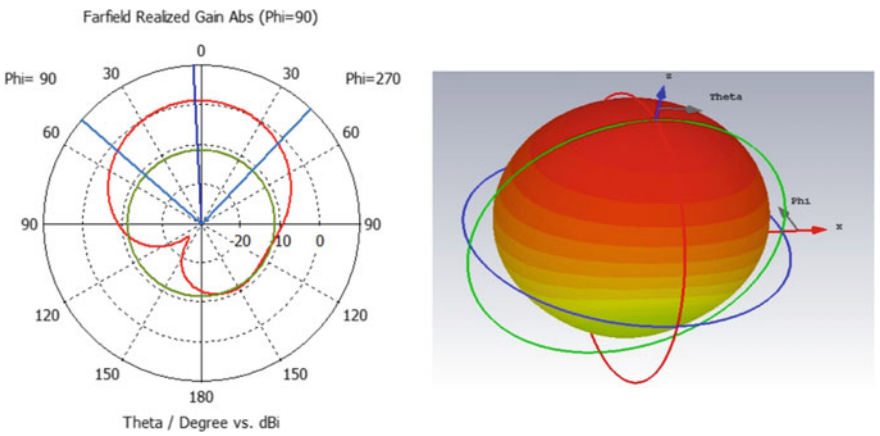 Farfield Realized Gain Abs (Phi=90)
0
Phi= 90 30 30 Phi=270
60 60
90 -20 -10 0 90
120 120
150 150
180
Theta / Degree vs. dBi
z
Theta
Phi
x